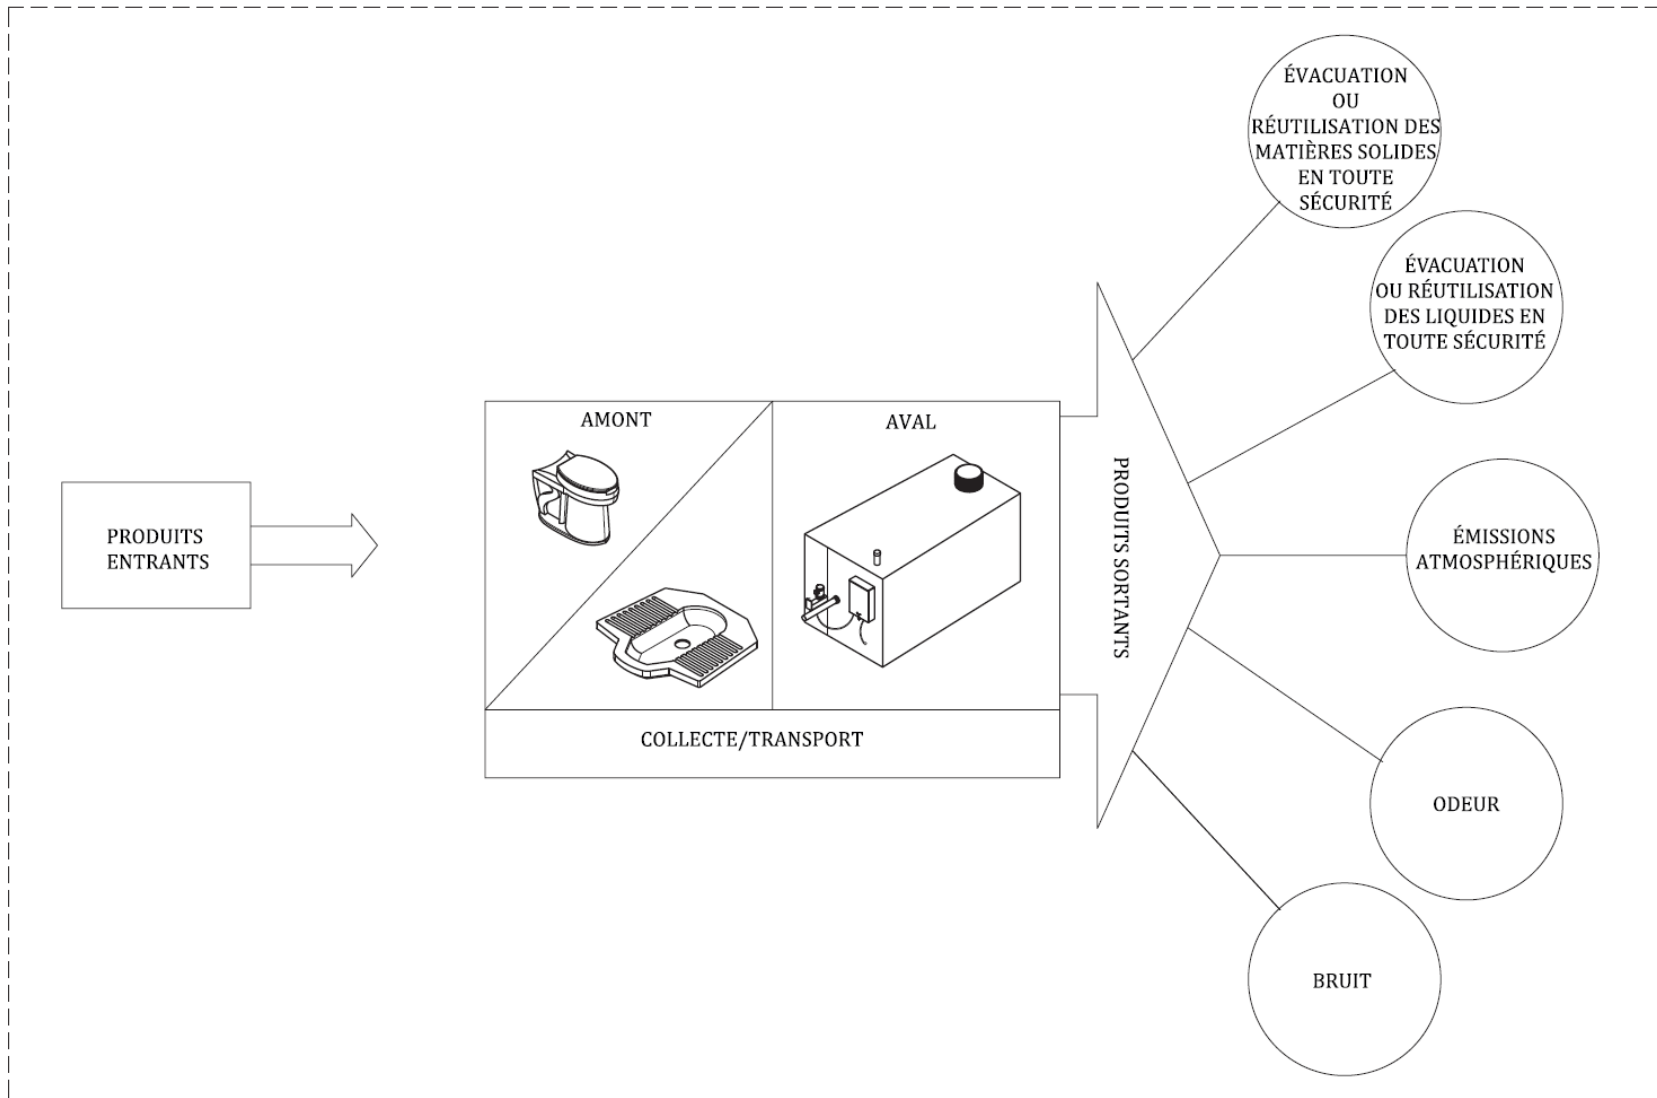 PRODUITS
ENTRANTS
AMONT
AVAL
COLLECTE/TRANSPORT
PRODUITS SORTANTS
ÉVACUATION
OU
RÉUTILISATION DES
MATIÈRES SOLIDES
EN TOUTE
SÉCURITÉ
ÉVACUATION
OU RÉUTILISATION
DES LIQUIDES EN
TOUTE SÉCURITÉ
ÉMISSIONS
ATMOSPHÉRIQUES
ODEUR
BRUIT